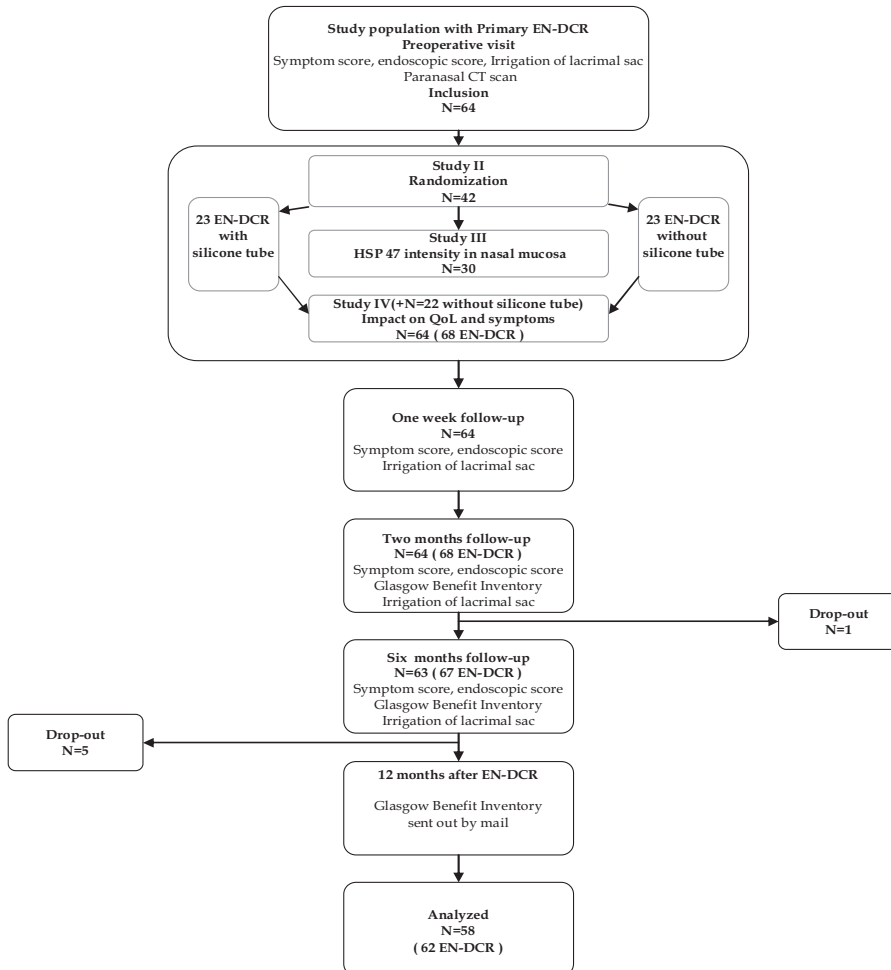 Study population with Primary EN-DCR
Preoperative visit
Symptom score, endoscopic score, Irrigation of lacrimal sac
Paranasal CT scan
Inclusion
N=64
Study II
Randomization
N=42
23 EN-DCR
with
silicone tube
23 EN-DCR
without
silicone tube
Study III
HSP 47 intensity in nasal mucosa
N=30
Study IV(+N=22 without silicone tube)
Impact on QoL and symptoms
N=64 ( 68 EN-DCR )
One week follow-up
N=64
Symptom score, endoscopic score
Irrigation of lacrimal sac
Two months follow-up
N=64 ( 68 EN-DCR )
Symptom score, endoscopic score
Glasgow Benefit Inventory
Irrigation of lacrimal sac
Drop-out
N=1
Six months follow-up
N=63 ( 67 EN-DCR )
Symptom score, endoscopic score
Glasgow Benefit Inventory
Irrigation of lacrimal sac
Drop-out
N=5
12 months after EN-DCR
Glasgow Benefit Inventory
sent out by mail
Analyzed
N=58
( 62 EN-DCR )